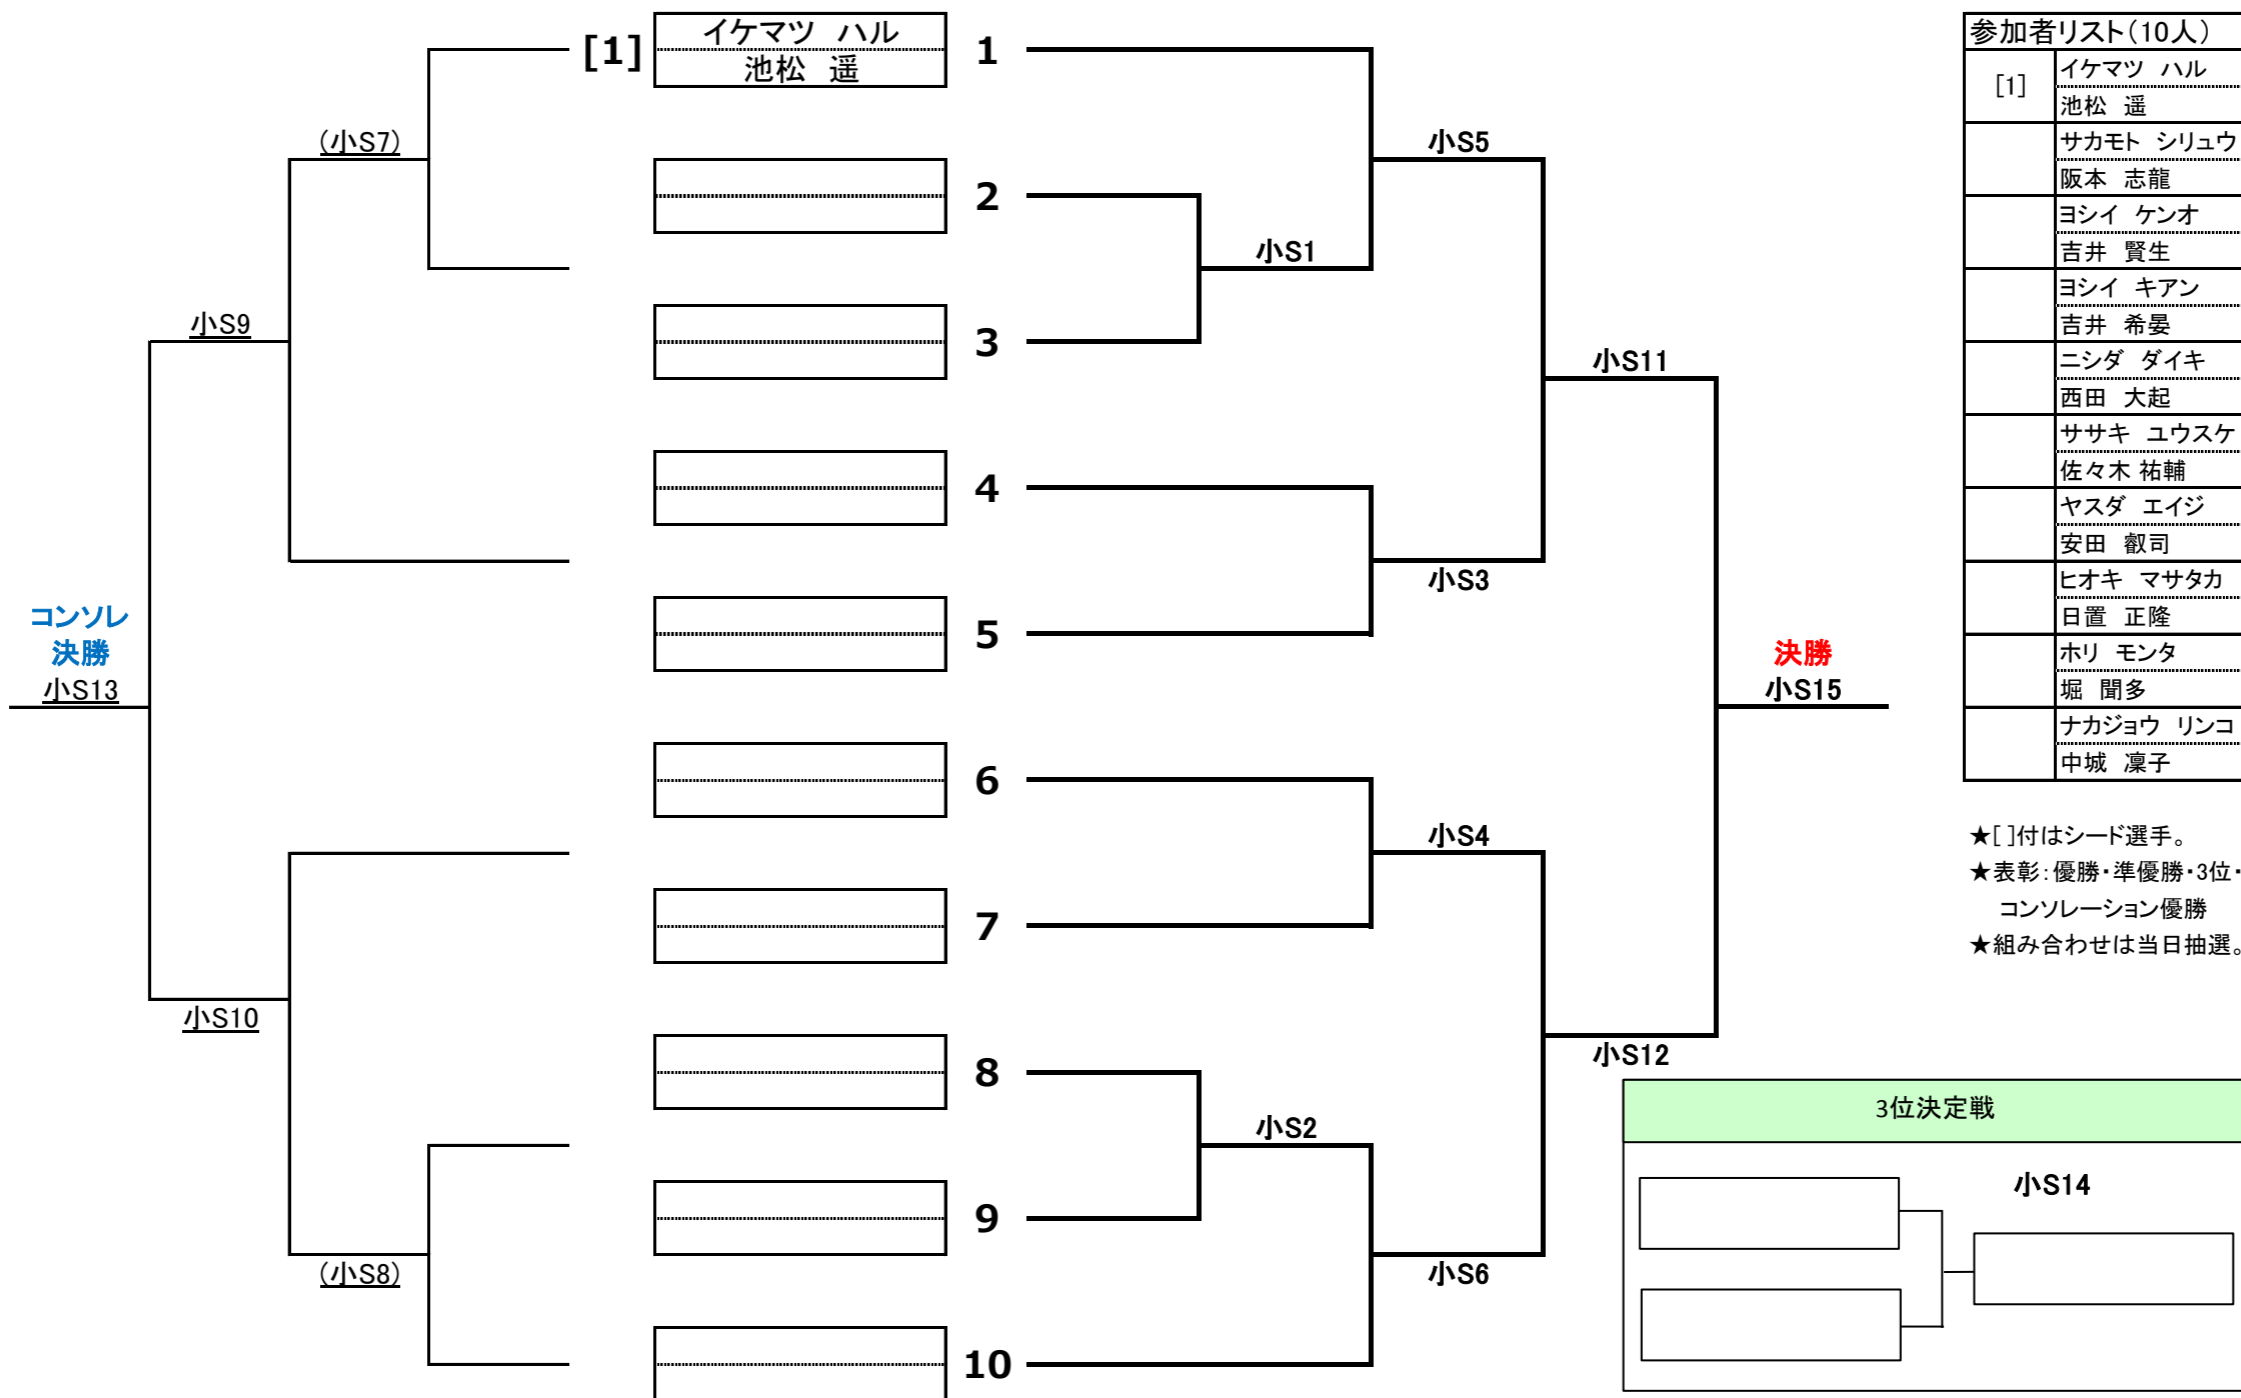 [1]
イケマツ ハル
池松 遥
1
2
3
4
5
6
7
8
9
10
(小S7)
小S9
コンソレ
決勝
小S13
小S10
(小S8)
小S5
小S1
小S11
小S3
決勝
小S15
小S4
小S12
小S2
小S6
参加者リスト(10人)
[1]
イケマツ ハル
池松 遥
サカモト シリュウ
阪本 志龍
ヨシイ ケンオ
吉井 賢生
ヨシイ キアン
吉井 希晏
ニシダ ダイキ
西田 大起
ササキ ユウスケ
佐々木 祐輔
ヤスダ エイジ
安田 叡司
ヒオキ マサタカ
日置 正隆
ホリ モンタ
堀 聞多
ナカジョウ リンコ
中城 凜子
★[ ]付はシード選手。
★表彰:優勝・準優勝・3位・
コンソレーション優勝
★組み合わせは当日抽選。
3位決定戦
小S14